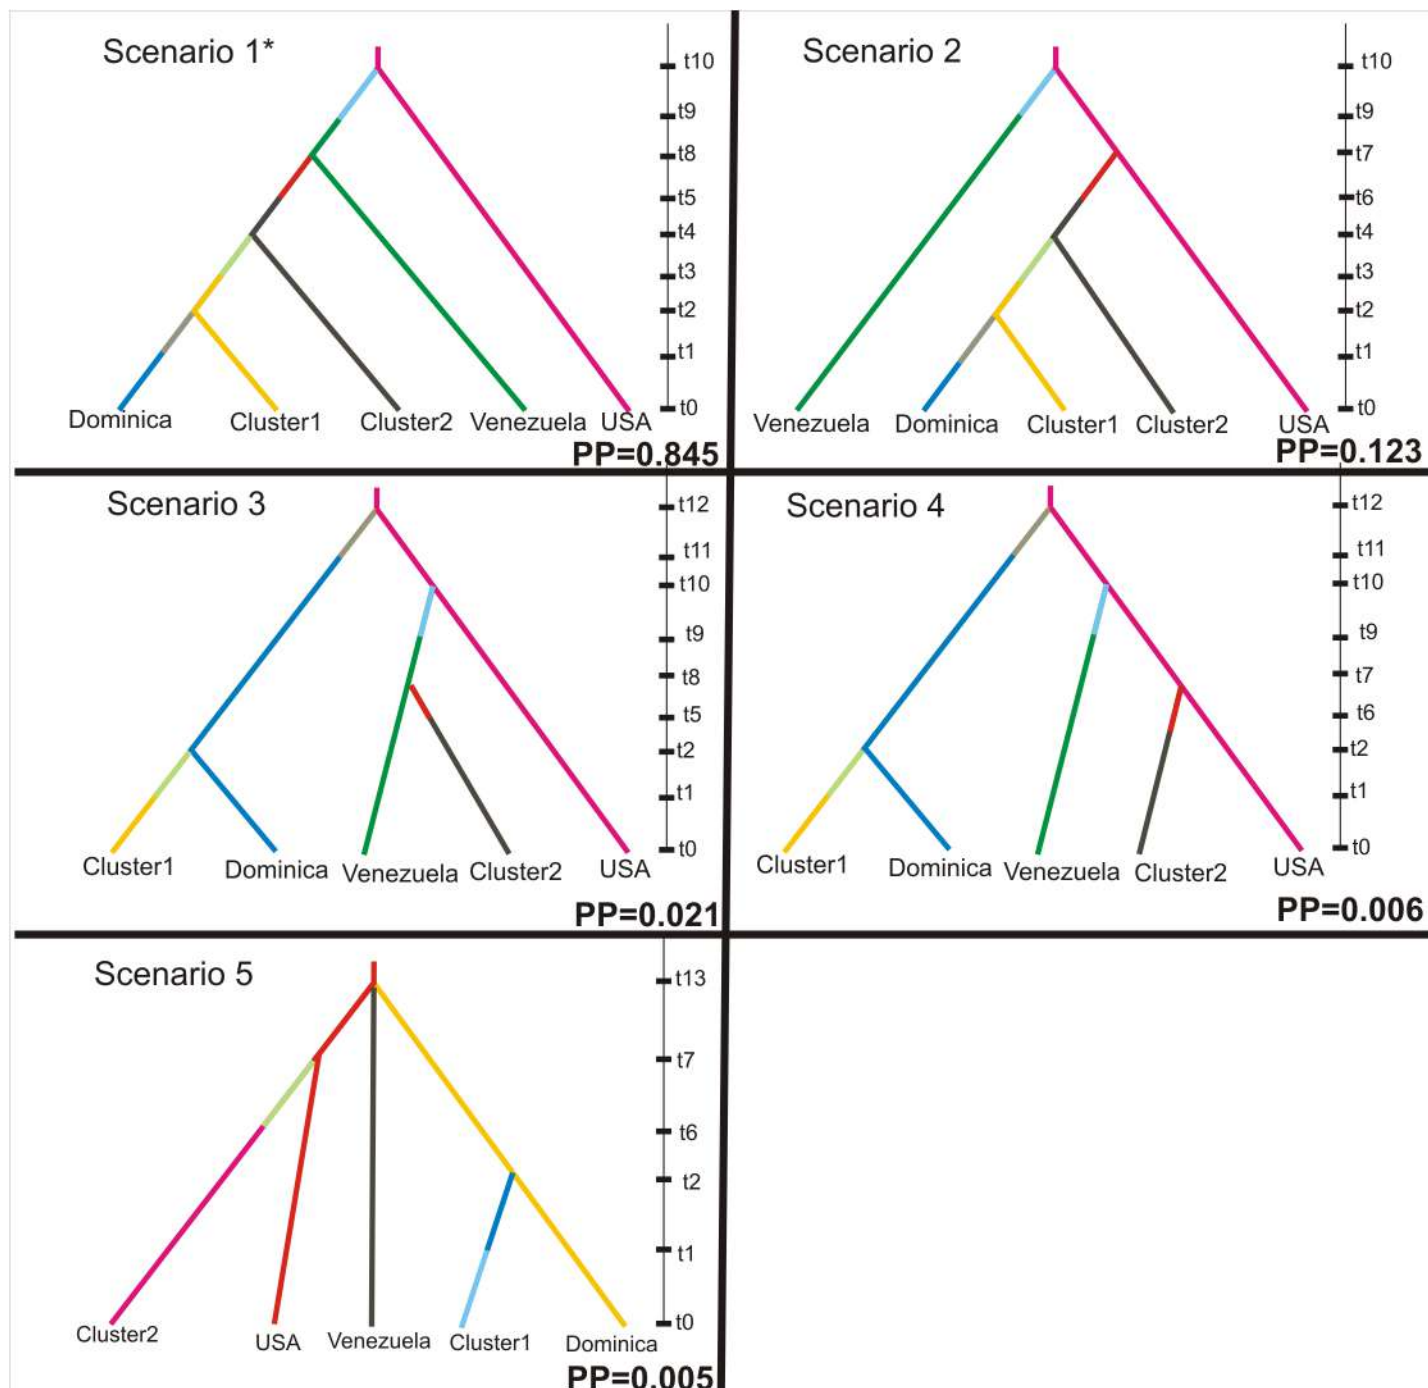 Scenario 1*
t10
t9
t8
t5
t4
t3
t2
t1
t0
Dominica Cluster1 Cluster2 Venezuela USA
PP=0.845
Scenario 2
t10
t9
t7
t6
t4
t3
t2
t1
t0
Venezuela Dominica Cluster1 Cluster2 USA
PP=0.123
Scenario 3
t12
t11
t10
t9
t8
t5
t2
t1
t0
Cluster1 Dominica Venezuela Cluster2 USA
PP=0.021
Scenario 4
t12
t11
t10
t9
t7
t6
t2
t1
t0
Cluster1 Dominica Venezuela Cluster2 USA
PP=0.006
Scenario 5
t13
t7
t6
t2
t1
t0
Cluster2 USA Venezuela Cluster1 Dominica
PP=0.005